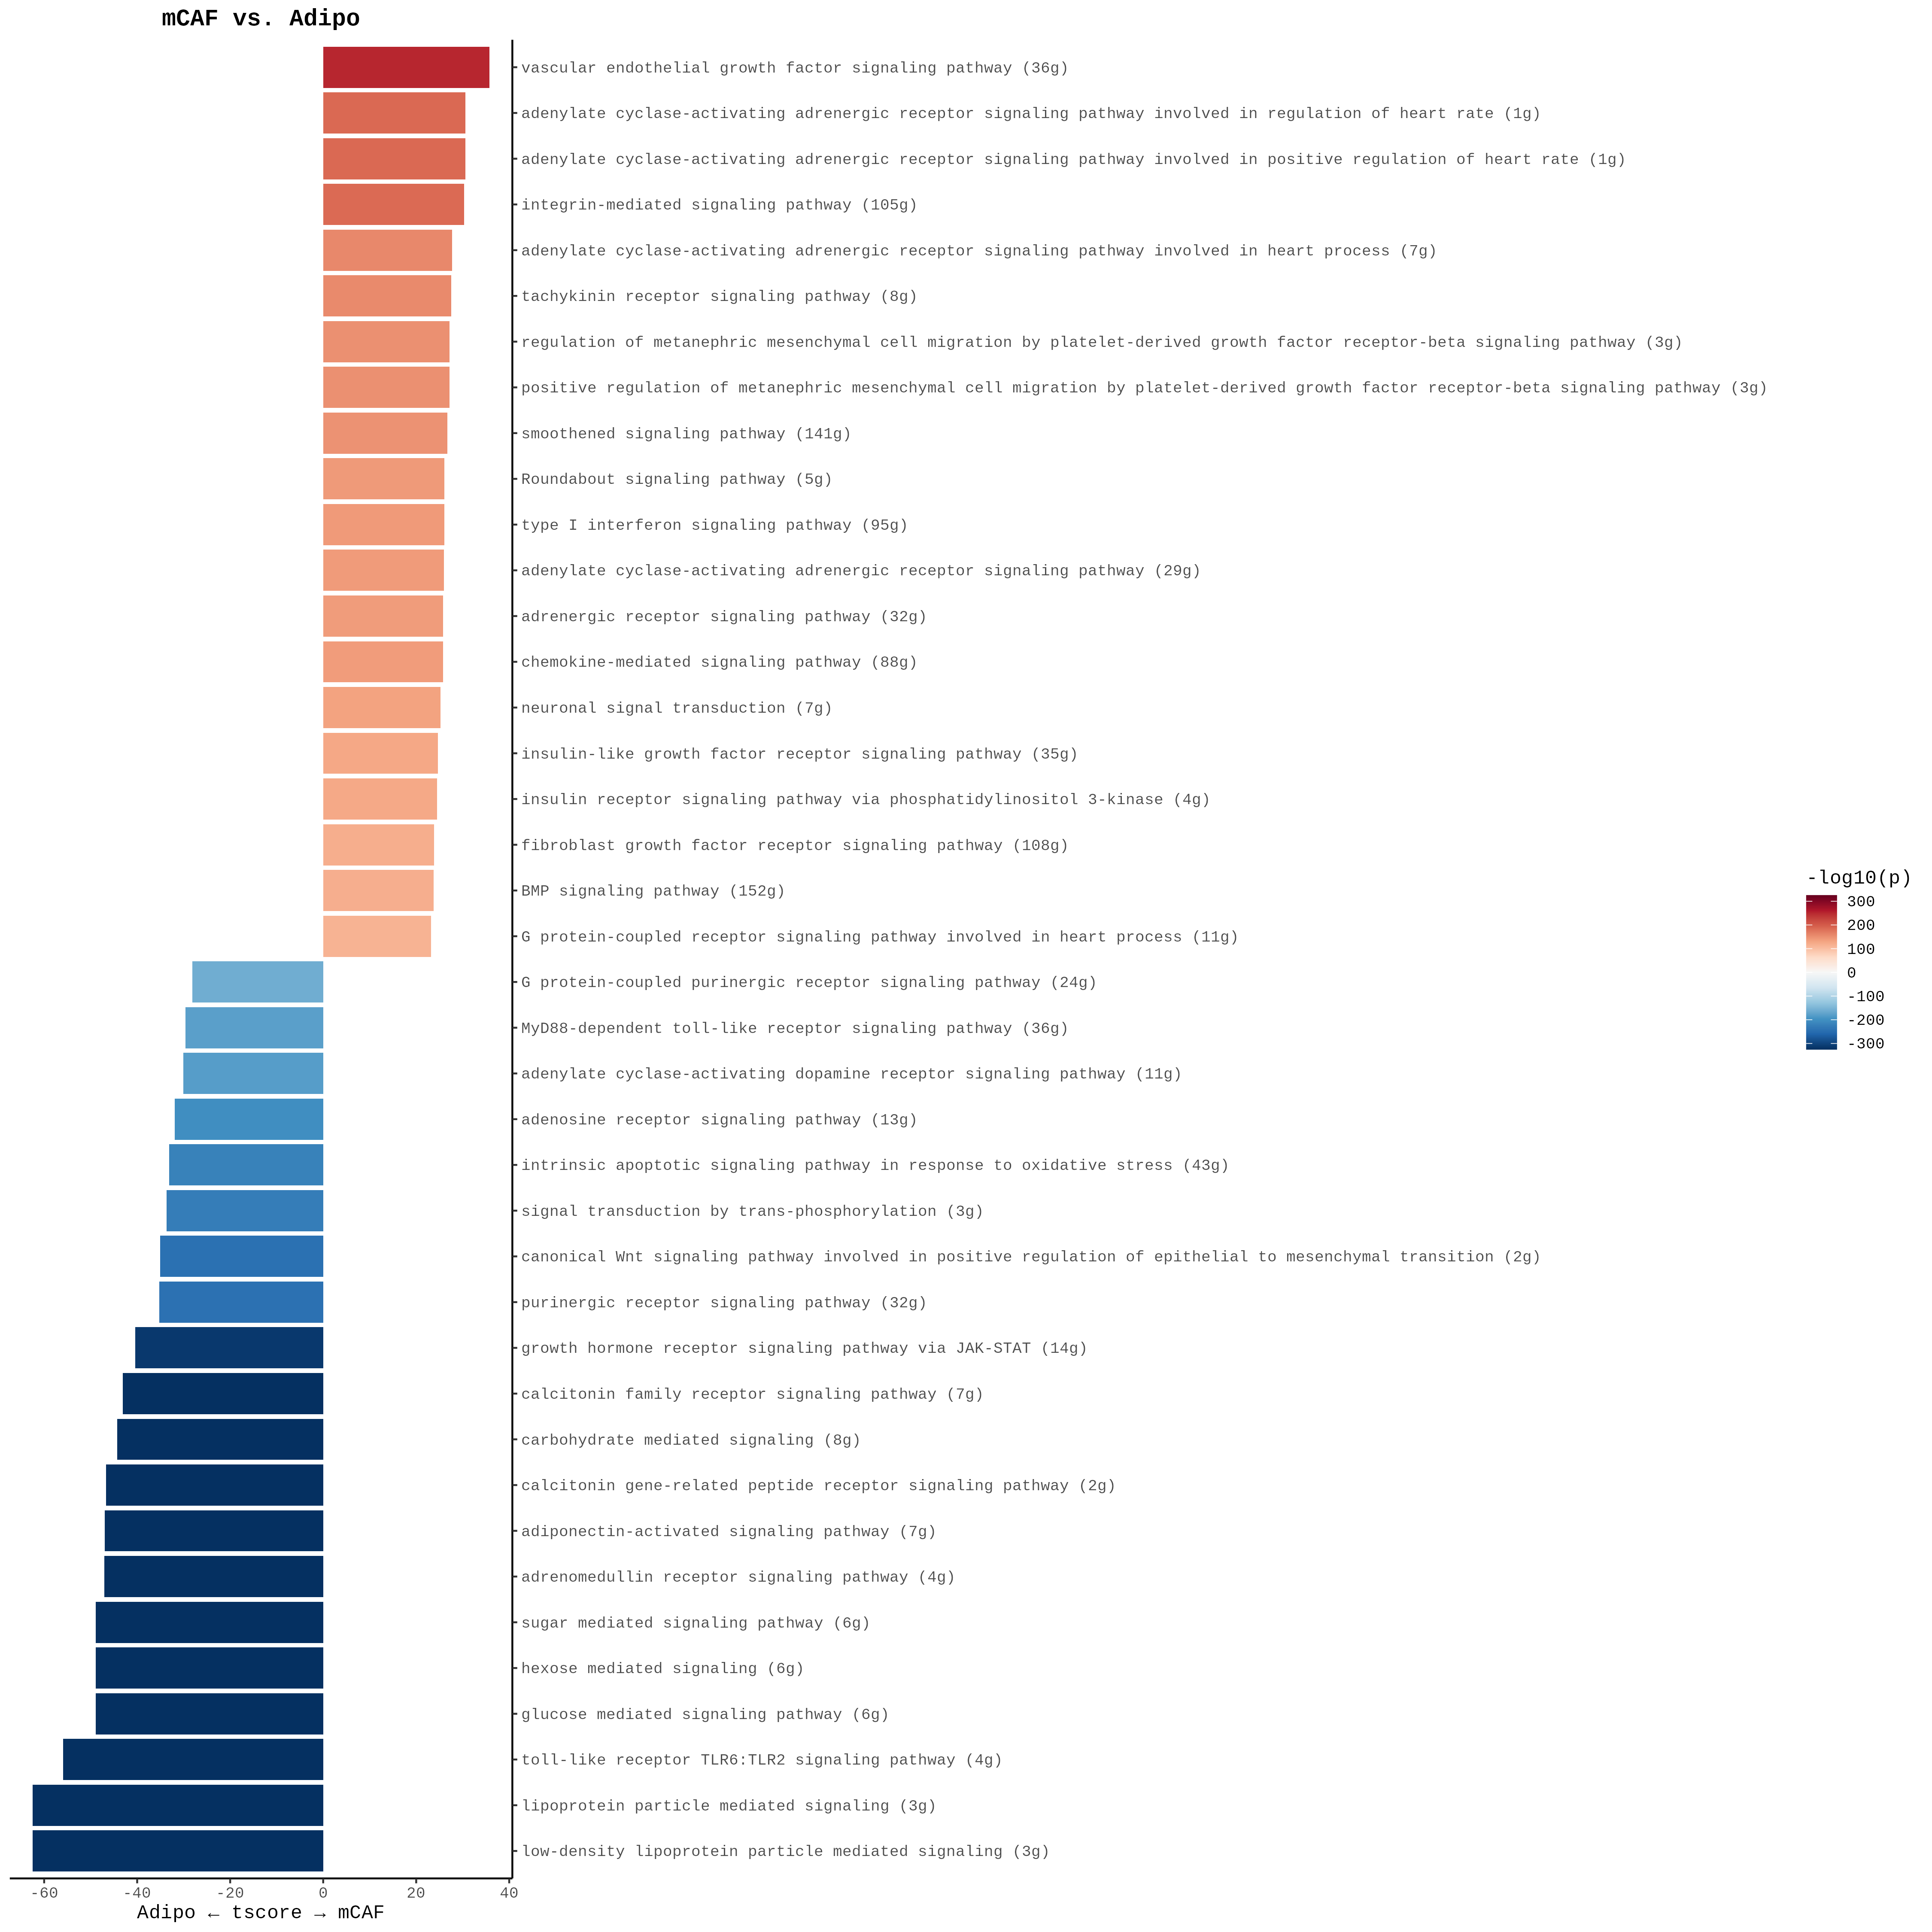 mCAF vs. Adipo
vascular endothelial growth factor signaling pathway (36g)
adenylate cyclase-activating adrenergic receptor signaling pathway involved in regulation of heart rate (1g)
adenylate cyclase-activating adrenergic receptor signaling pathway involved in positive regulation of heart rate (1g)
integrin-mediated signaling pathway (105g)
adenylate cyclase-activating adrenergic receptor signaling pathway involved in heart process (7g)
tachykinin receptor signaling pathway (8g)
regulation of metanephric mesenchymal cell migration by platelet-derived growth factor receptor-beta signaling pathway (3g)
positive regulation of metanephric mesenchymal cell migration by platelet-derived growth factor receptor-beta signaling pathway (3g)
smoothened signaling pathway (141g)
Roundabout signaling pathway (5g)
type I interferon signaling pathway (95g)
adenylate cyclase-activating adrenergic receptor signaling pathway (29g)
adrenergic receptor signaling pathway (32g)
chemokine-mediated signaling pathway (88g)
neuronal signal transduction (7g)
insulin-like growth factor receptor signaling pathway (35g)
insulin receptor signaling pathway via phosphatidylinositol 3-kinase (4g)
fibroblast growth factor receptor signaling pathway (108g)
BMP signaling pathway (152g)
G protein-coupled receptor signaling pathway involved in heart process (11g)
G protein-coupled purinergic receptor signaling pathway (24g)
MyD88-dependent toll-like receptor signaling pathway (36g)
adenylate cyclase-activating dopamine receptor signaling pathway (11g)
adenosine receptor signaling pathway (13g)
intrinsic apoptotic signaling pathway in response to oxidative stress (43g)
signal transduction by trans-phosphorylation (3g)
canonical Wnt signaling pathway involved in positive regulation of epithelial to mesenchymal transition (2g)
purinergic receptor signaling pathway (32g)
growth hormone receptor signaling pathway via JAK-STAT (14g)
calcitonin family receptor signaling pathway (7g)
carbohydrate mediated signaling (8g)
calcitonin gene-related peptide receptor signaling pathway (2g)
adiponectin-activated signaling pathway (7g)
adrenomedullin receptor signaling pathway (4g)
sugar mediated signaling pathway (6g)
hexose mediated signaling (6g)
glucose mediated signaling pathway (6g)
toll-like receptor TLR6:TLR2 signaling pathway (4g)
lipoprotein particle mediated signaling (3g)
low-density lipoprotein particle mediated signaling (3g)
-60 -40 -20 0 20 40
Adipo ← tscore → mCAF
-log10(p)
300
200
100
0
-100
-200
-300